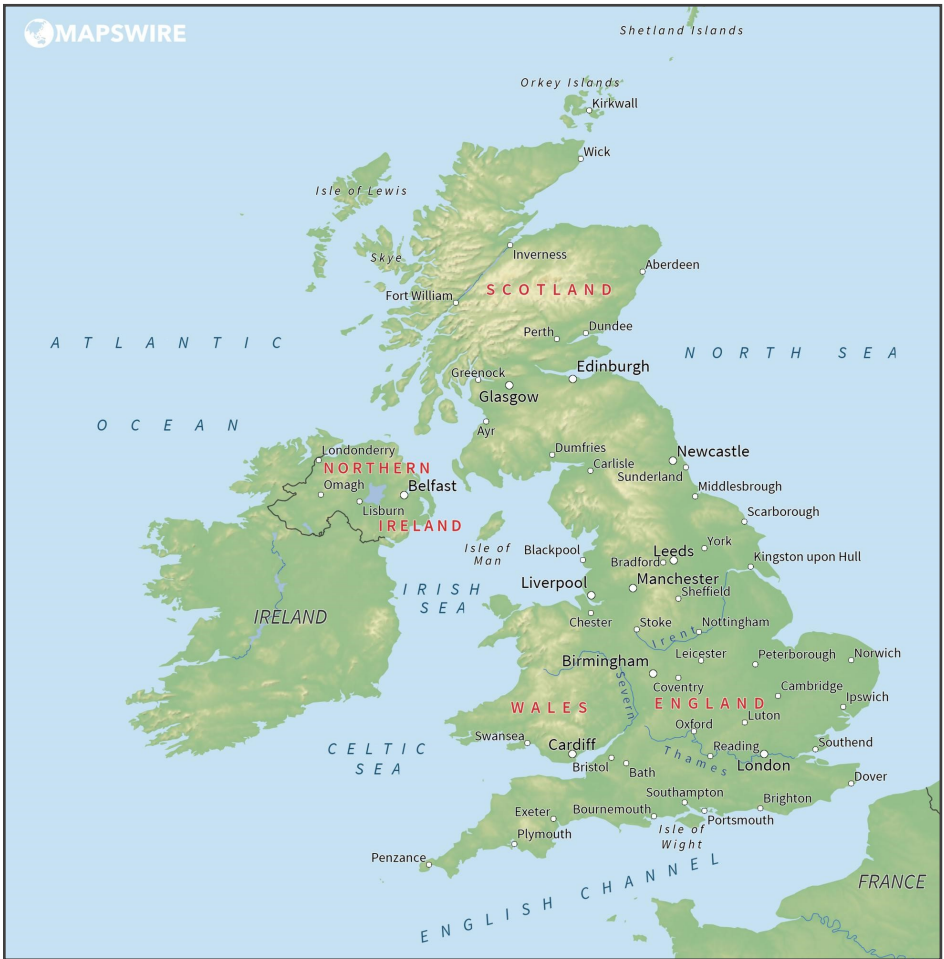 MAPSWIRE
Shetland Islands
Orkey Islands
Kirkwall
Wick
Isle of Lewis
Skye
Inverness
Aberdeen
SCOTLAND
Fort William
Perth
Dundee
ATLANTIC
OCEAN
NORTH SEA
Greenock
Edinburgh
Glasgow
Ayr
Dumfries
Carlisle
Newcastle
Sunderland
Londonderry
NORTHERN
IRELAND
Omagh
Belfast
Lisburn
Middlesbrough
Scarborough
Isle of
Man
Blackpool
York
Leeds
Bradford
Kingston upon Hull
IRISH
SEA
Liverpool
Manchester
Sheffield
IRELAND
Chester
Stoke
Nottingham
Irent
Leicester
Peterborough
Norwich
Birmingham
Coventry
Severn
Cambridge
Ipswich
WALES
ENGLAND
Luton
Oxford
Swansea
Cardiff
Reading
Southend
Thames
London
CELTIC
SEA
Bristol
Bath
Dover
Southampton
Brighton
Exeter
Bournemouth
Portsmouth
Plymouth
Isle of
Wight
Penzance
ENGLISH CHANNEL
FRANCE